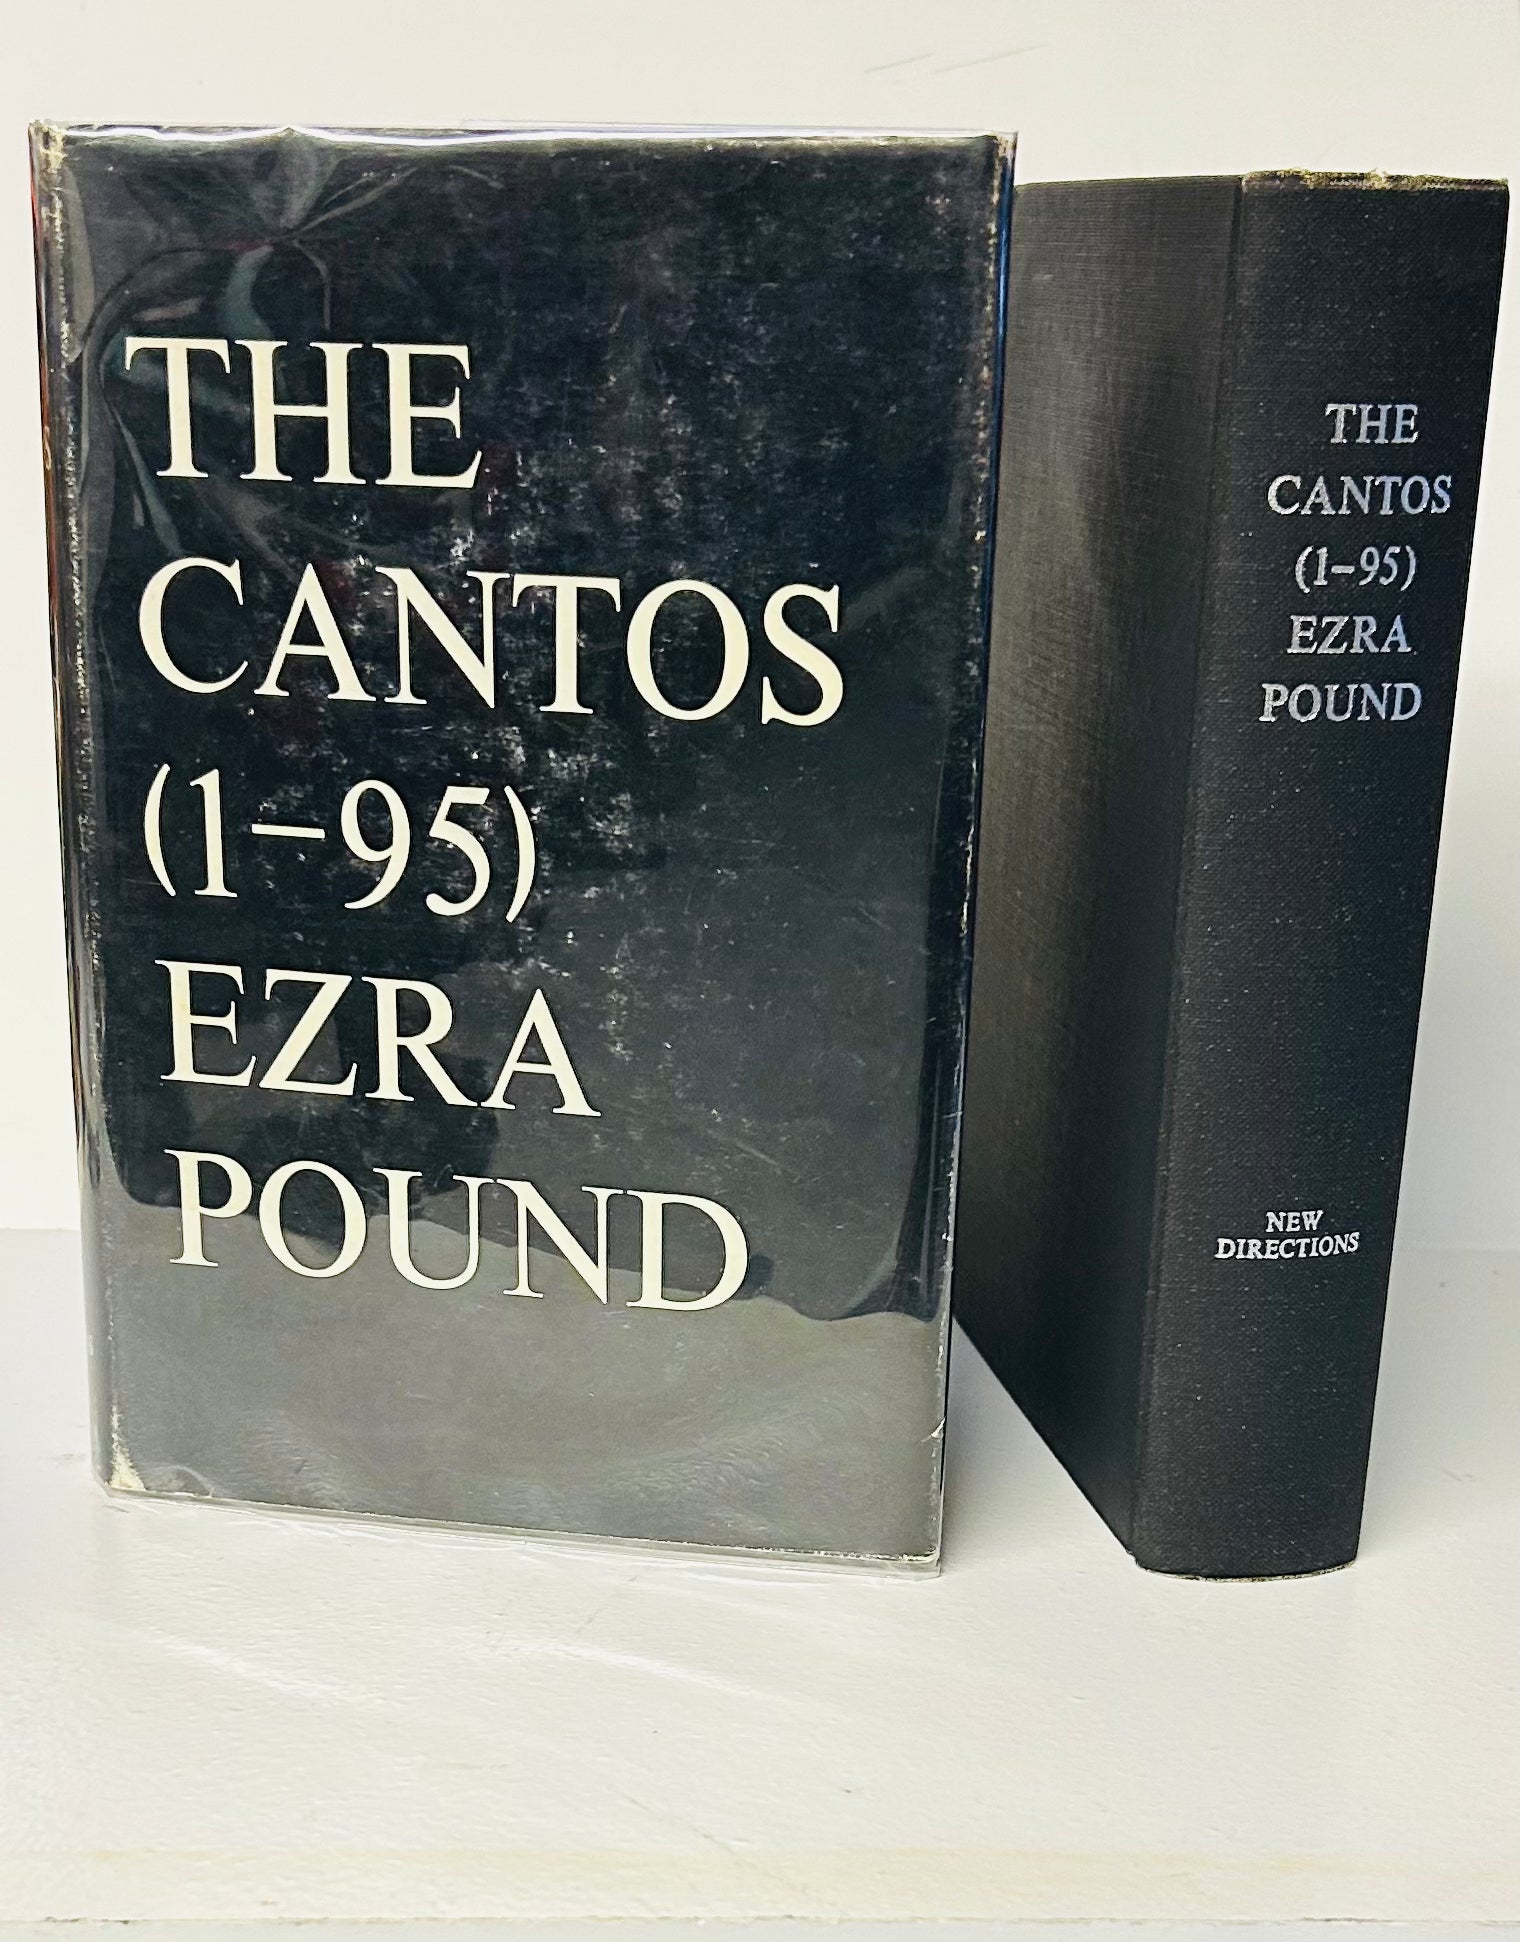 THE
CANTOS
(1–95)
EZRA
POUND
THE
CANTOS
(1–95)
EZRA
POUND
NEW
DIRECTIONS